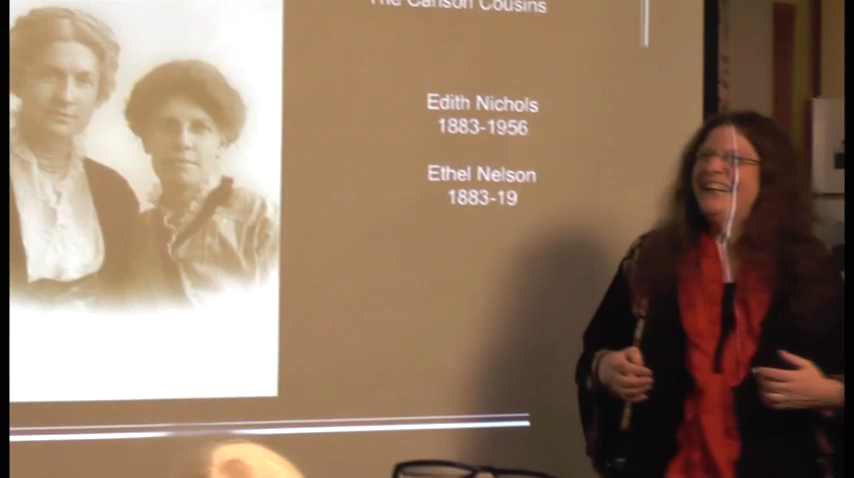 The Carlson Cousins
Edith Nichols
1883-1956
Ethel Nelson
1883-19